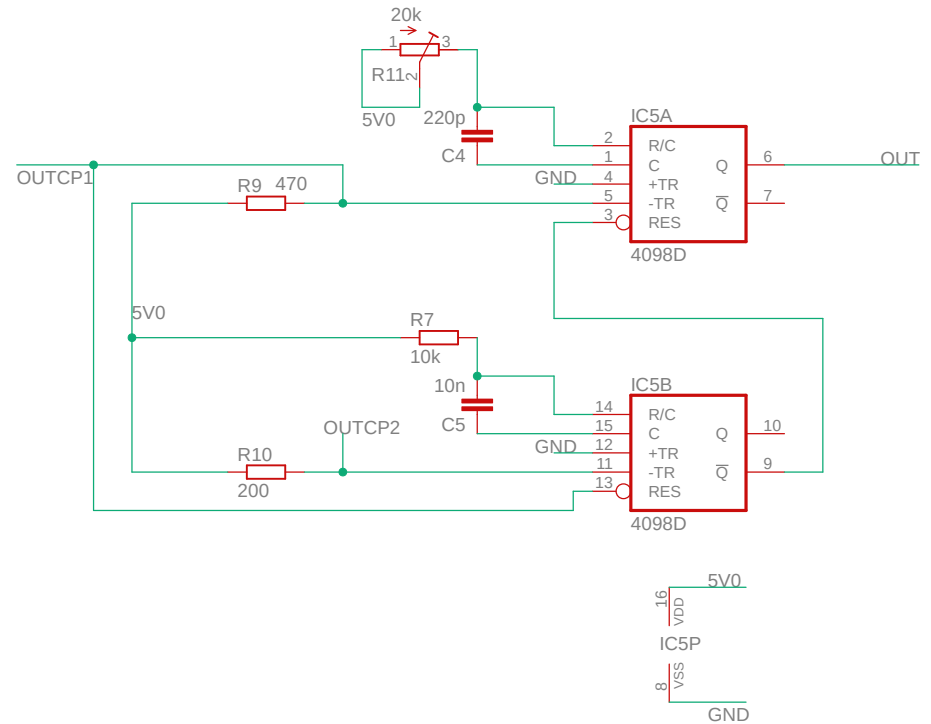 20k
1
3
R11
2
5V0
220p
C4
IC5A
2
R/C
1
C
Q
6
OUT
GND
4
+TR
5
-TR
Q
7
3
RES
4098D
OUTCP1
R9
470
5V0
R7
10k
10n
C5
IC5B
14
R/C
15
C
Q
10
GND
12
+TR
11
-TR
Q
9
13
RES
4098D
OUTCP2
R10
200
5V0
16
VDD
IC5P
8
VSS
GND